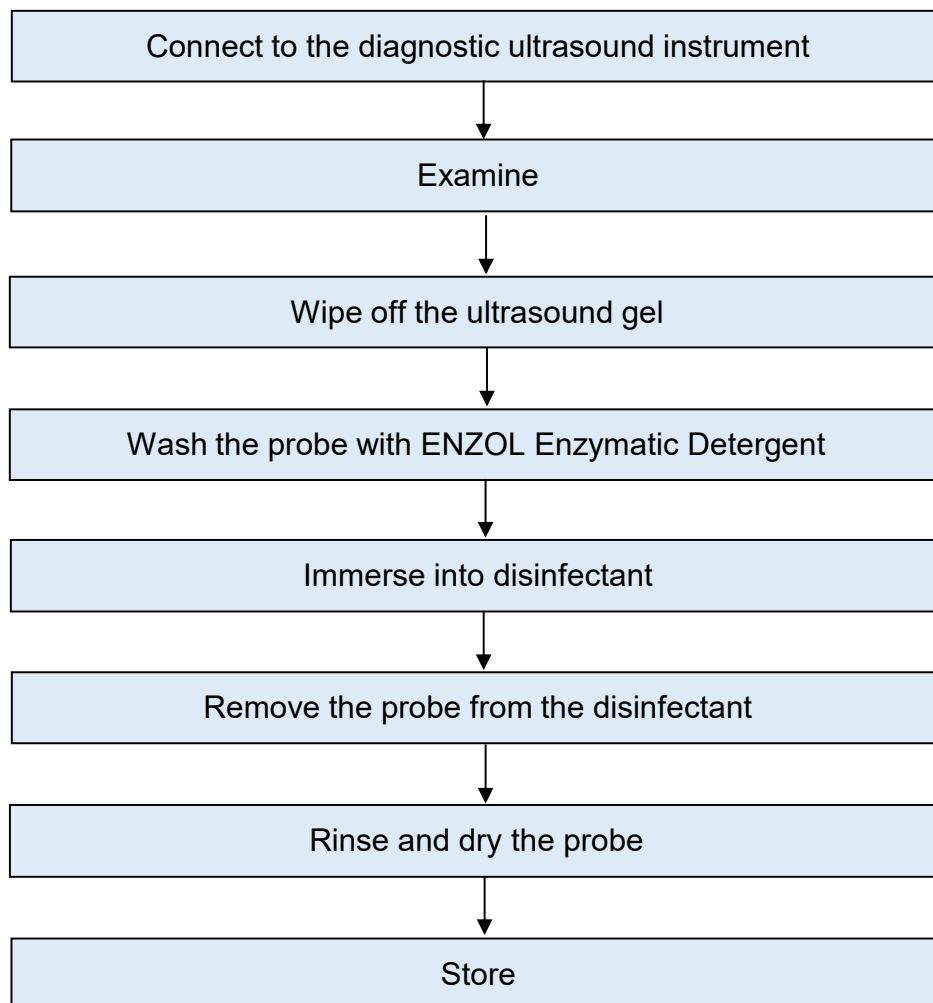 Connect to the diagnostic ultrasound instrument
Examine
Wipe off the ultrasound gel
Wash the probe with ENZOL Enzymatic Detergent
Immerse into disinfectant
Remove the probe from the disinfectant
Rinse and dry the probe
Store